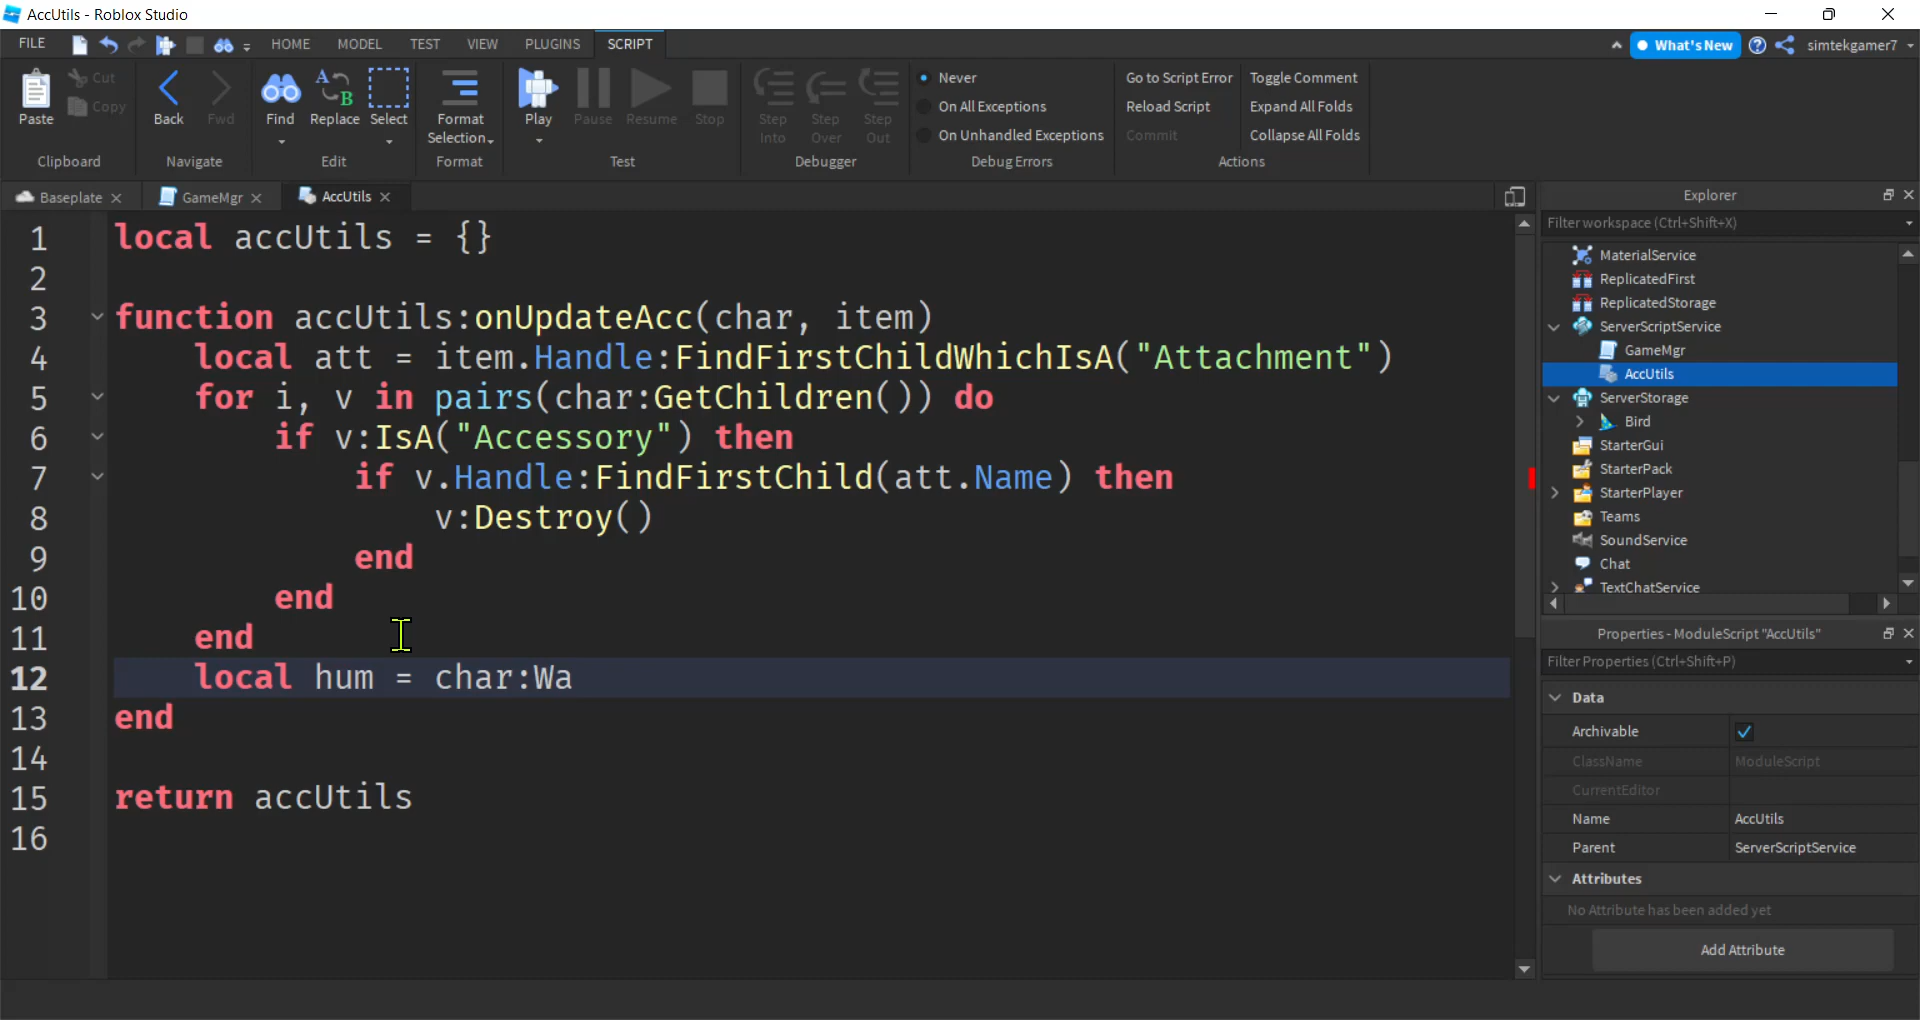 AccUtils - Roblox Studio
FILE HOME MODEL TEST VIEW PLUGINS SCRIPT What's New simtekgamer7
Paste Cut Copy Clipboard
Back Fwd Navigate
Find Replace Select Edit
Format Selection Format
Play Pause Resume Stop Test
Step Into Step Over Step Out Debugger
Never
On All Exceptions
On Unhandled Exceptions
Debug Errors
Go to Script Error Toggle Comment
Reload Script Expand All Folds
Commit Collapse All Folds
Actions
Baseplate GameMgr AccUtils
1 local accUtils = {}
2
3 function accUtils:onUpdateAcc(char, item)
4 local att = item.Handle:FindFirstChildWhichIsA("Attachment")
5 for i, v in pairs(char:GetChildren()) do
6 if v:IsA("Accessory") then
7 if v.Handle:FindFirstChild(att.Name) then
8 v:Destroy()
9 end
10 end
11 end
12 local hum = char:Wa
13 end
14
15 return accUtils
16
Explorer
Filter workspace (Ctrl+Shift+X)
MaterialService
ReplicatedFirst
ReplicatedStorage
ServerScriptService
GameMgr
AccUtils
ServerStorage
Bird
StarterGui
StarterPack
StarterPlayer
Teams
SoundService
Chat
TextChatService
Properties - ModuleScript "AccUtils"
Filter Properties (Ctrl+Shift+P)
Data
Archivable
ClassName ModuleScript
CurrentEditor
Name AccUtils
Parent ServerScriptService
Attributes
No Attribute has been added yet
Add Attribute